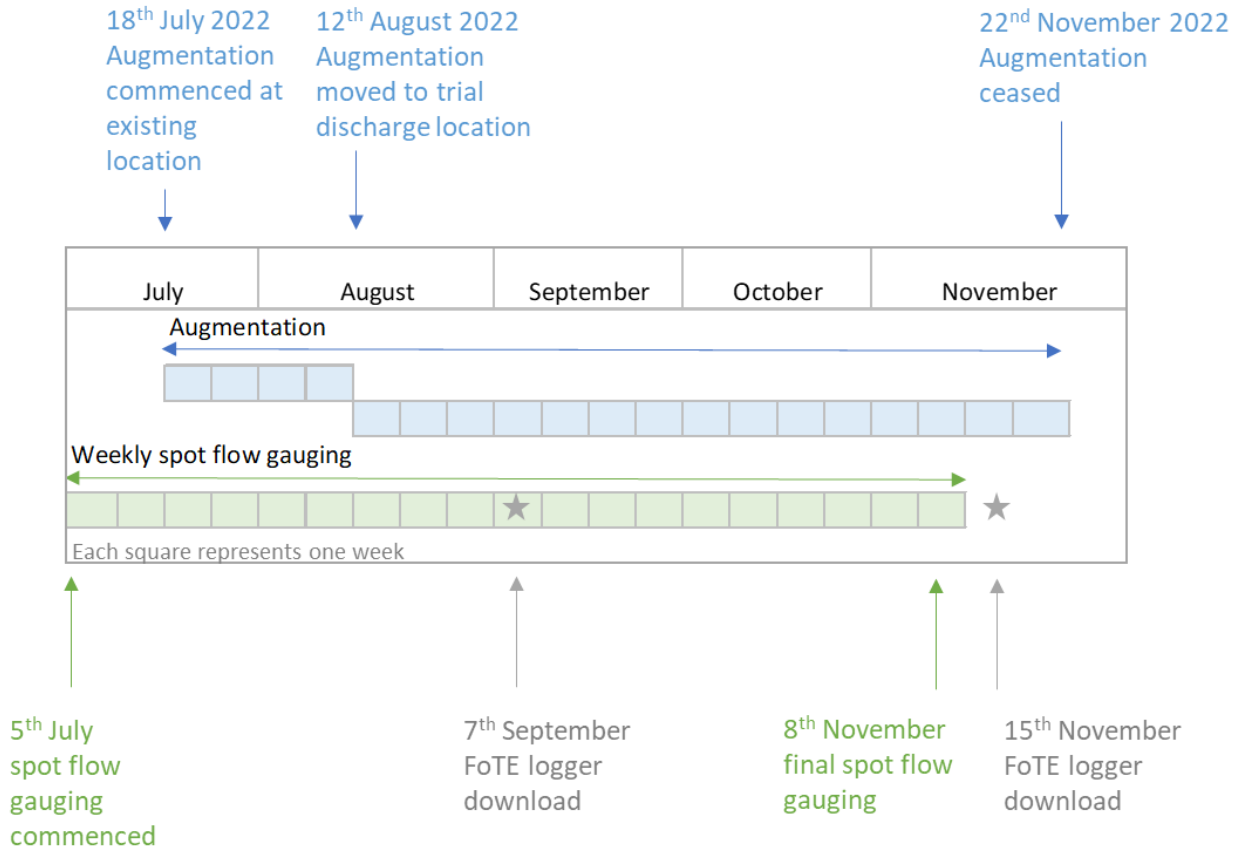 18th July 2022
Augmentation
commenced at
existing
location
12th August 2022
Augmentation
moved to trial
discharge location
22nd November 2022
Augmentation
ceased
July
August
September
October
November
Augmentation
Weekly spot flow gauging
Each square represents one week
5th July
spot flow
gauging
commenced
7th September
FoTE logger
download
8th November
final spot flow
gauging
15th November
FoTE logger
download